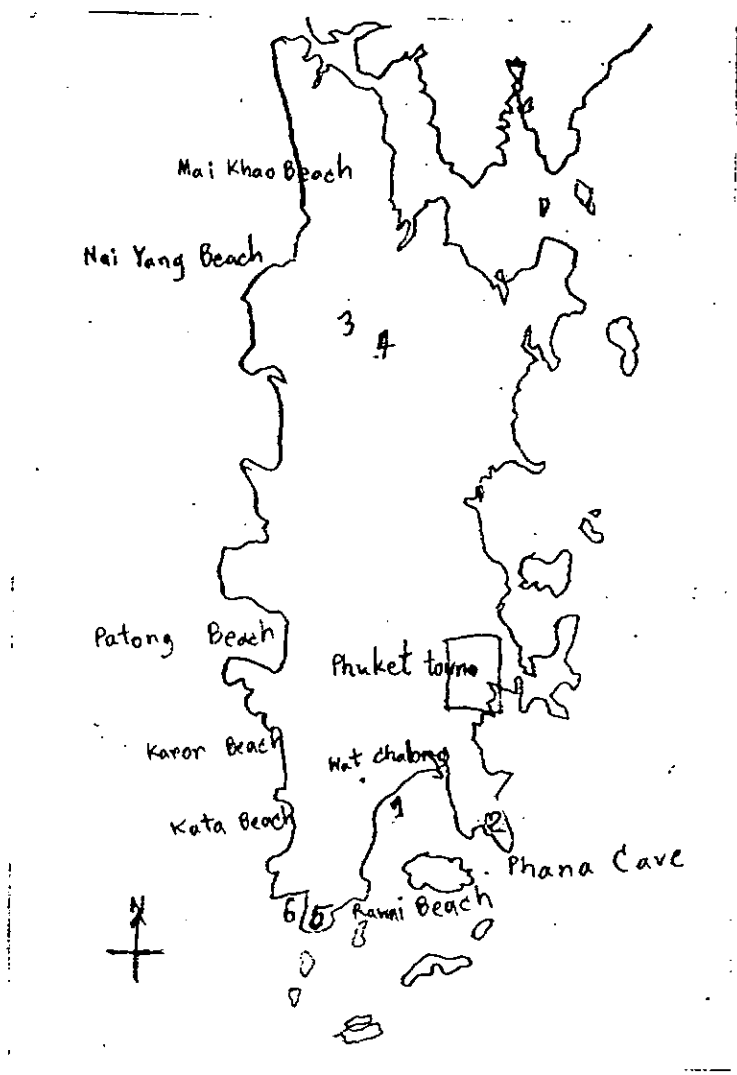 Mai Khao Beach
Nai Yang Beach
3
4
Patong Beach
Phuket town
Karor Beach
Wat Chalong
Kata Beach
1
2
Phana Cave
6
5
Rawai Beach
N